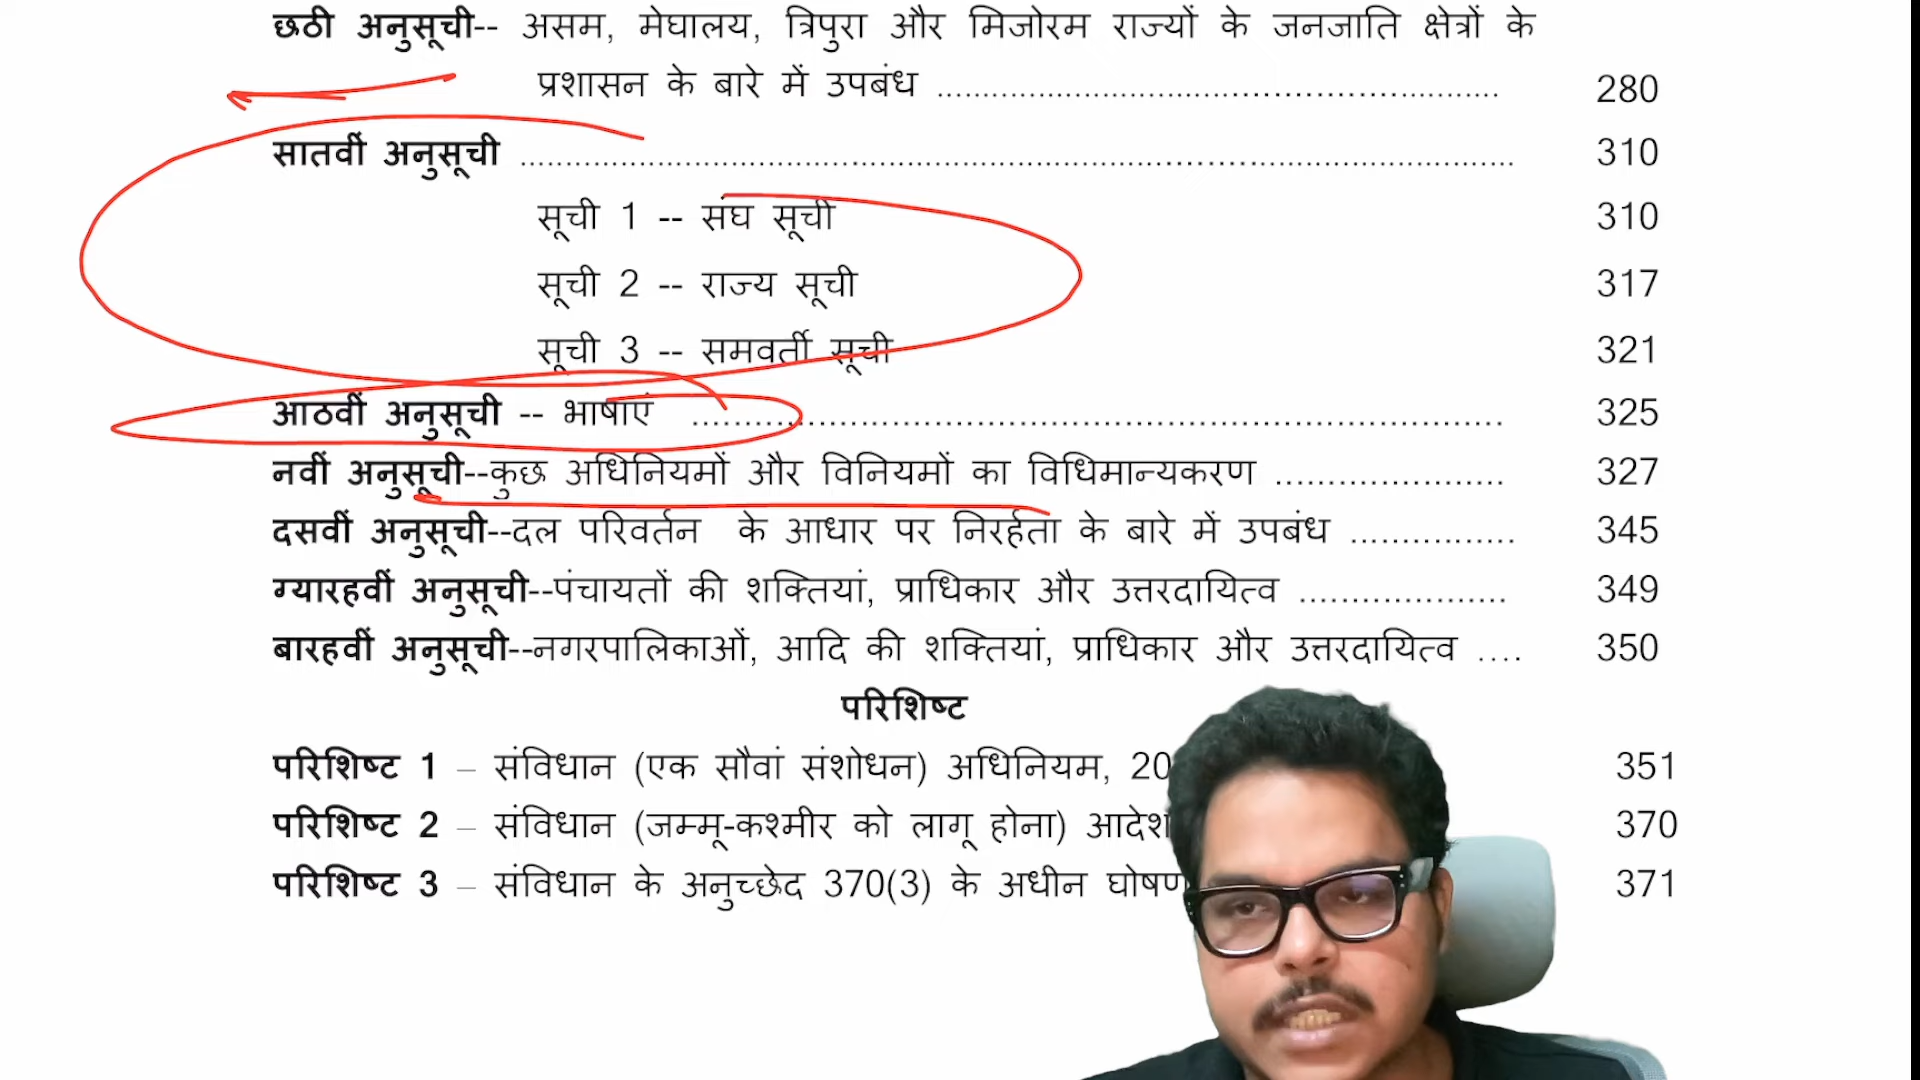 छठी अनुसूची-- असम, मेघालय, त्रिपुरा और मिजोरम राज्यों के जनजाति क्षेत्रों के
प्रशासन के बारे में उपबंध ........................................................... 280
सातवीं अनुसूची ........................................................................................ 310
सूची 1 -- संघ सूची 310
सूची 2 -- राज्य सूची 317
सूची 3 -- समवर्ती सूची 321
आठवीं अनुसूची -- भाषाएं ........................................................................ 325
नवीं अनुसूची--कुछ अधिनियमों और विनियमों का विधिमान्यकरण ...................... 327
दसवीं अनुसूची--दल परिवर्तन के आधार पर निरर्हता के बारे में उपबंध ................ 345
ग्यारहवीं अनुसूची--पंचायतों की शक्तियां, प्राधिकार और उत्तरदायित्व .................... 349
बारहवीं अनुसूची--नगरपालिकाओं, आदि की शक्तियां, प्राधिकार और उत्तरदायित्व .... 350
परिशिष्ट
परिशिष्ट 1 – संविधान (एक सौवां संशोधन) अधिनियम, 20 351
परिशिष्ट 2 – संविधान (जम्मू-कश्मीर को लागू होना) आदेश 370
परिशिष्ट 3 – संविधान के अनुच्छेद 370(3) के अधीन 371